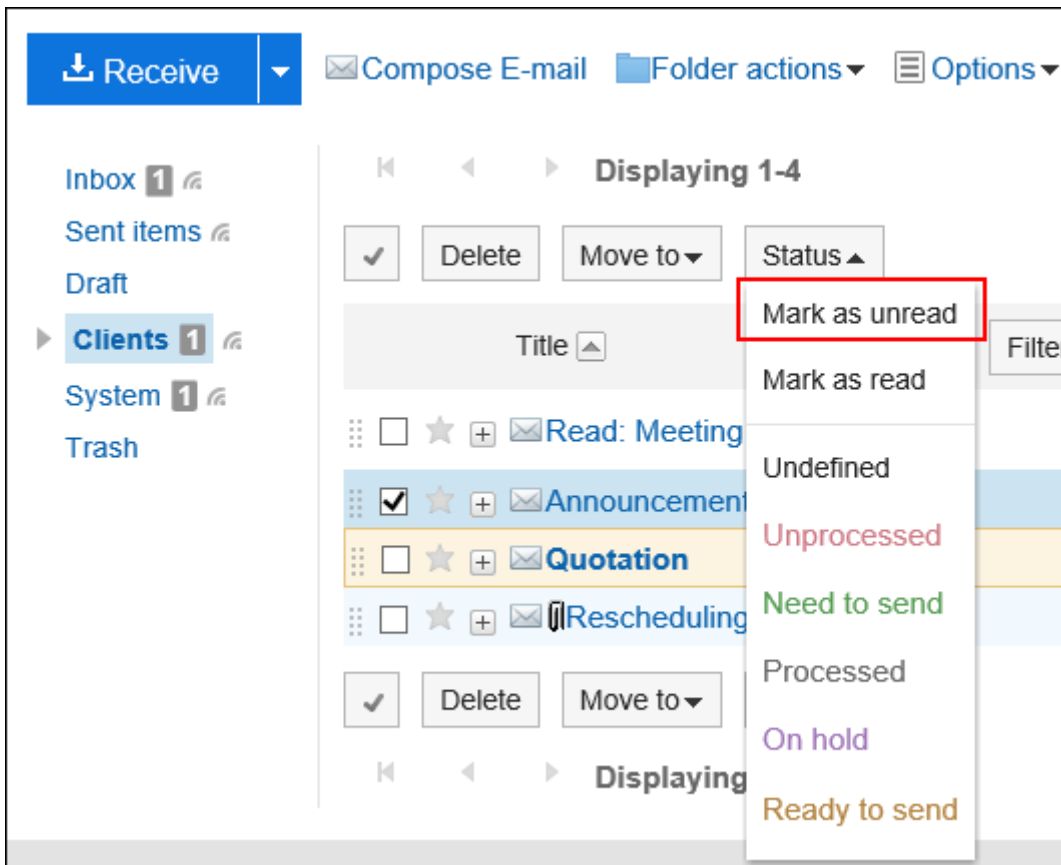 Receive Compose E-mail Folder actions Options
Displaying 1-4
Inbox 1
Sent items
Draft
Clients 1
System 1
Trash
Delete Move to Status
Mark as unread
Mark as read
Undefined
Unprocessed
Need to send
Processed
On hold
Ready to send
Title Filte
Read: Meeting
Announcement
Quotation
Rescheduling
Delete Move to
Displaying